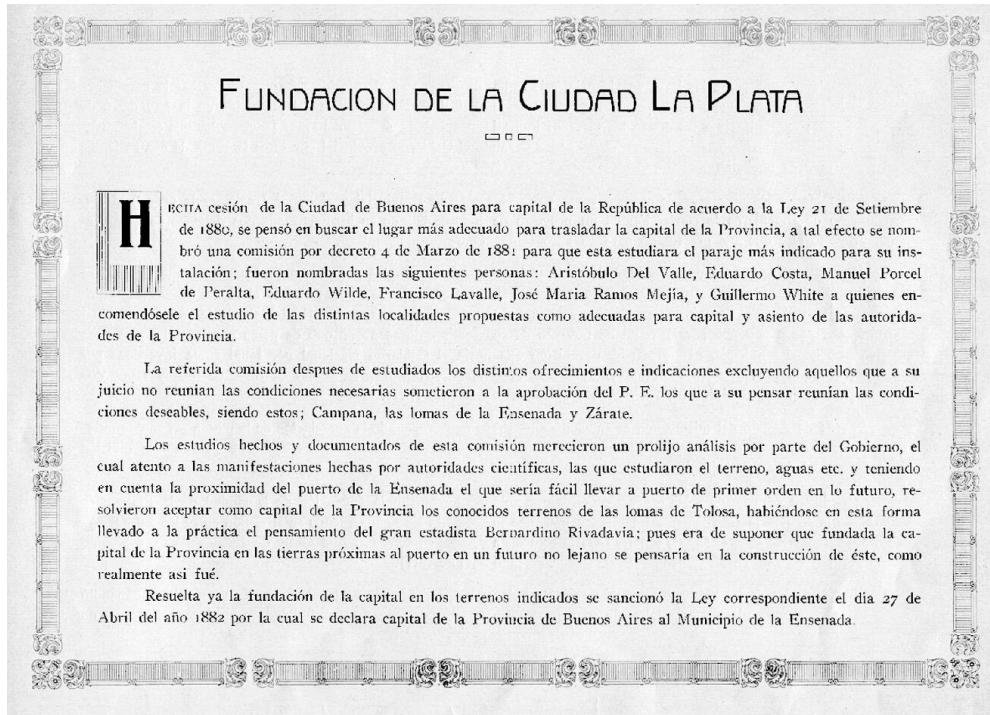 FUNDACION DE LA CIUDAD LA PLATA
HECHA cesión de la Ciudad de Buenos Aires para capital de la República de acuerdo a la Ley 21 de Setiembre
de 1880, se pensó en buscar el lugar más adecuado para trasladar la capital de la Provincia, a tal efecto se nom-
bró una comisión por decreto 4 de Marzo de 1881 para que esta estudiara el paraje más indicado para su ins-
talación; fueron nombradas las siguientes personas: Aristóbulo Del Valle, Eduardo Costa, Manuel Porcel
de Peralta, Eduardo Wilde, Francisco Lavalle, José Maria Ramos Mejía, y Guillermo White a quienes en-
comendósele el estudio de las distintas localidades propuestas como adecuadas para capital y asiento de las autorida-
des de la Provincia.
La referida comisión despues de estudiados los distintos ofrecimientos e indicaciones excluyendo aquellos que a su
juicio no reunian las condiciones necesarias sometieron a la aprobación del P. E. los que a su pensar reunían las condi-
ciones deseables, siendo estos; Campana, las lomas de la Ensenada y Zárate.
Los estudios hechos y documentados de esta comisión merecieron un prolijo análisis por parte del Gobierno, el
cual atento a las manifestaciones hechas por autoridades científicas, las que estudiaron el terreno, aguas etc. y teniendo
en cuenta la proximidad del puerto de la Ensenada el que sería fácil llevar a puerto de primer orden en lo futuro, re-
solvieron aceptar como capital de la Provincia los conocidos terrenos de las lomas de Tolosa, habiéndose en esta forma
llevado a la práctica el pensamiento del gran estadista Bernardino Rivadavia; pues era de suponer que fundada la ca-
pital de la Provincia en las tierras próximas al puerto en un futuro no lejano se pensaría en la construcción de éste, como
realmente asi fué.
Resuelta ya la fundación de la capital en los terrenos indicados se sancionó la Ley correspondiente el dia 27 de
Abril del año 1882 por la cual se declara capital de la Provincia de Buenos Aires al Municipio de la Ensenada.